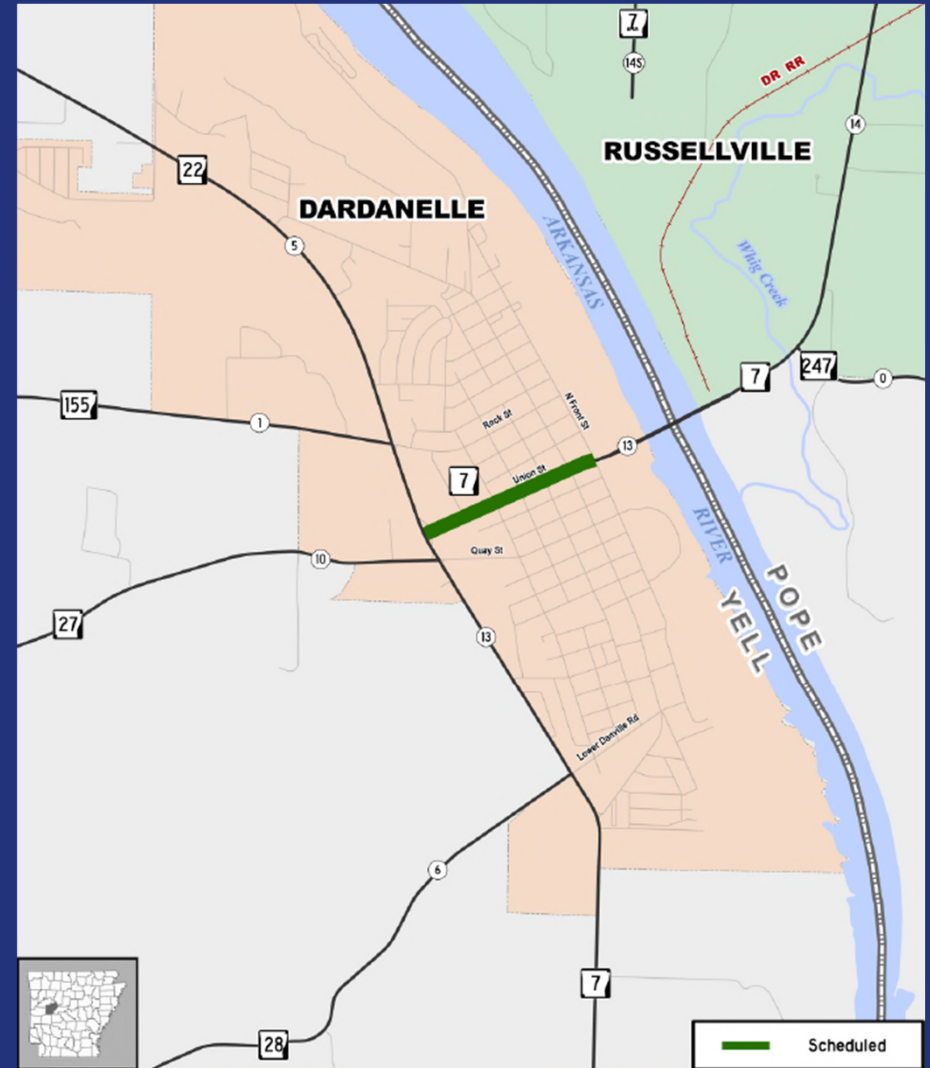 7
14S
DR RR
14
RUSSELLVILLE
22
DARDANELLE
5
ARKANSAS
Whig Creek
247
7
0
155
1
Rock St
N Front St
13
7
Union St
RIVER
Quay St
10
POPE
YELL
27
13
Lower Danville Rd
6
7
28
Scheduled